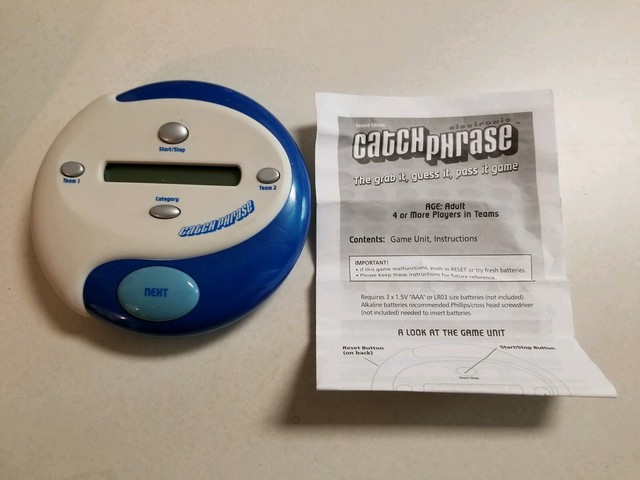 Start/Stop
Team 1
Team 2
Category
CATCH PHRASE
NEXT
Second Edition
electronic
CATCH PHRASE
The grab it, guess it, pass it game
AGE: Adult
4 or More Players in Teams
Contents: Game Unit, Instructions
IMPORTANT!
• If this game malfunctions, push in RESET or try fresh batteries.
• Please keep these instructions for future reference.
Requires 3 x 1.5V "AAA" or LR03 size batteries (not included).
Alkaline batteries recommended.Phillips/cross head screwdriver
(not included) needed to insert batteries.
A LOOK AT THE GAME UNIT
Reset Button
(on back)
Start/Stop Button
Start/Stop